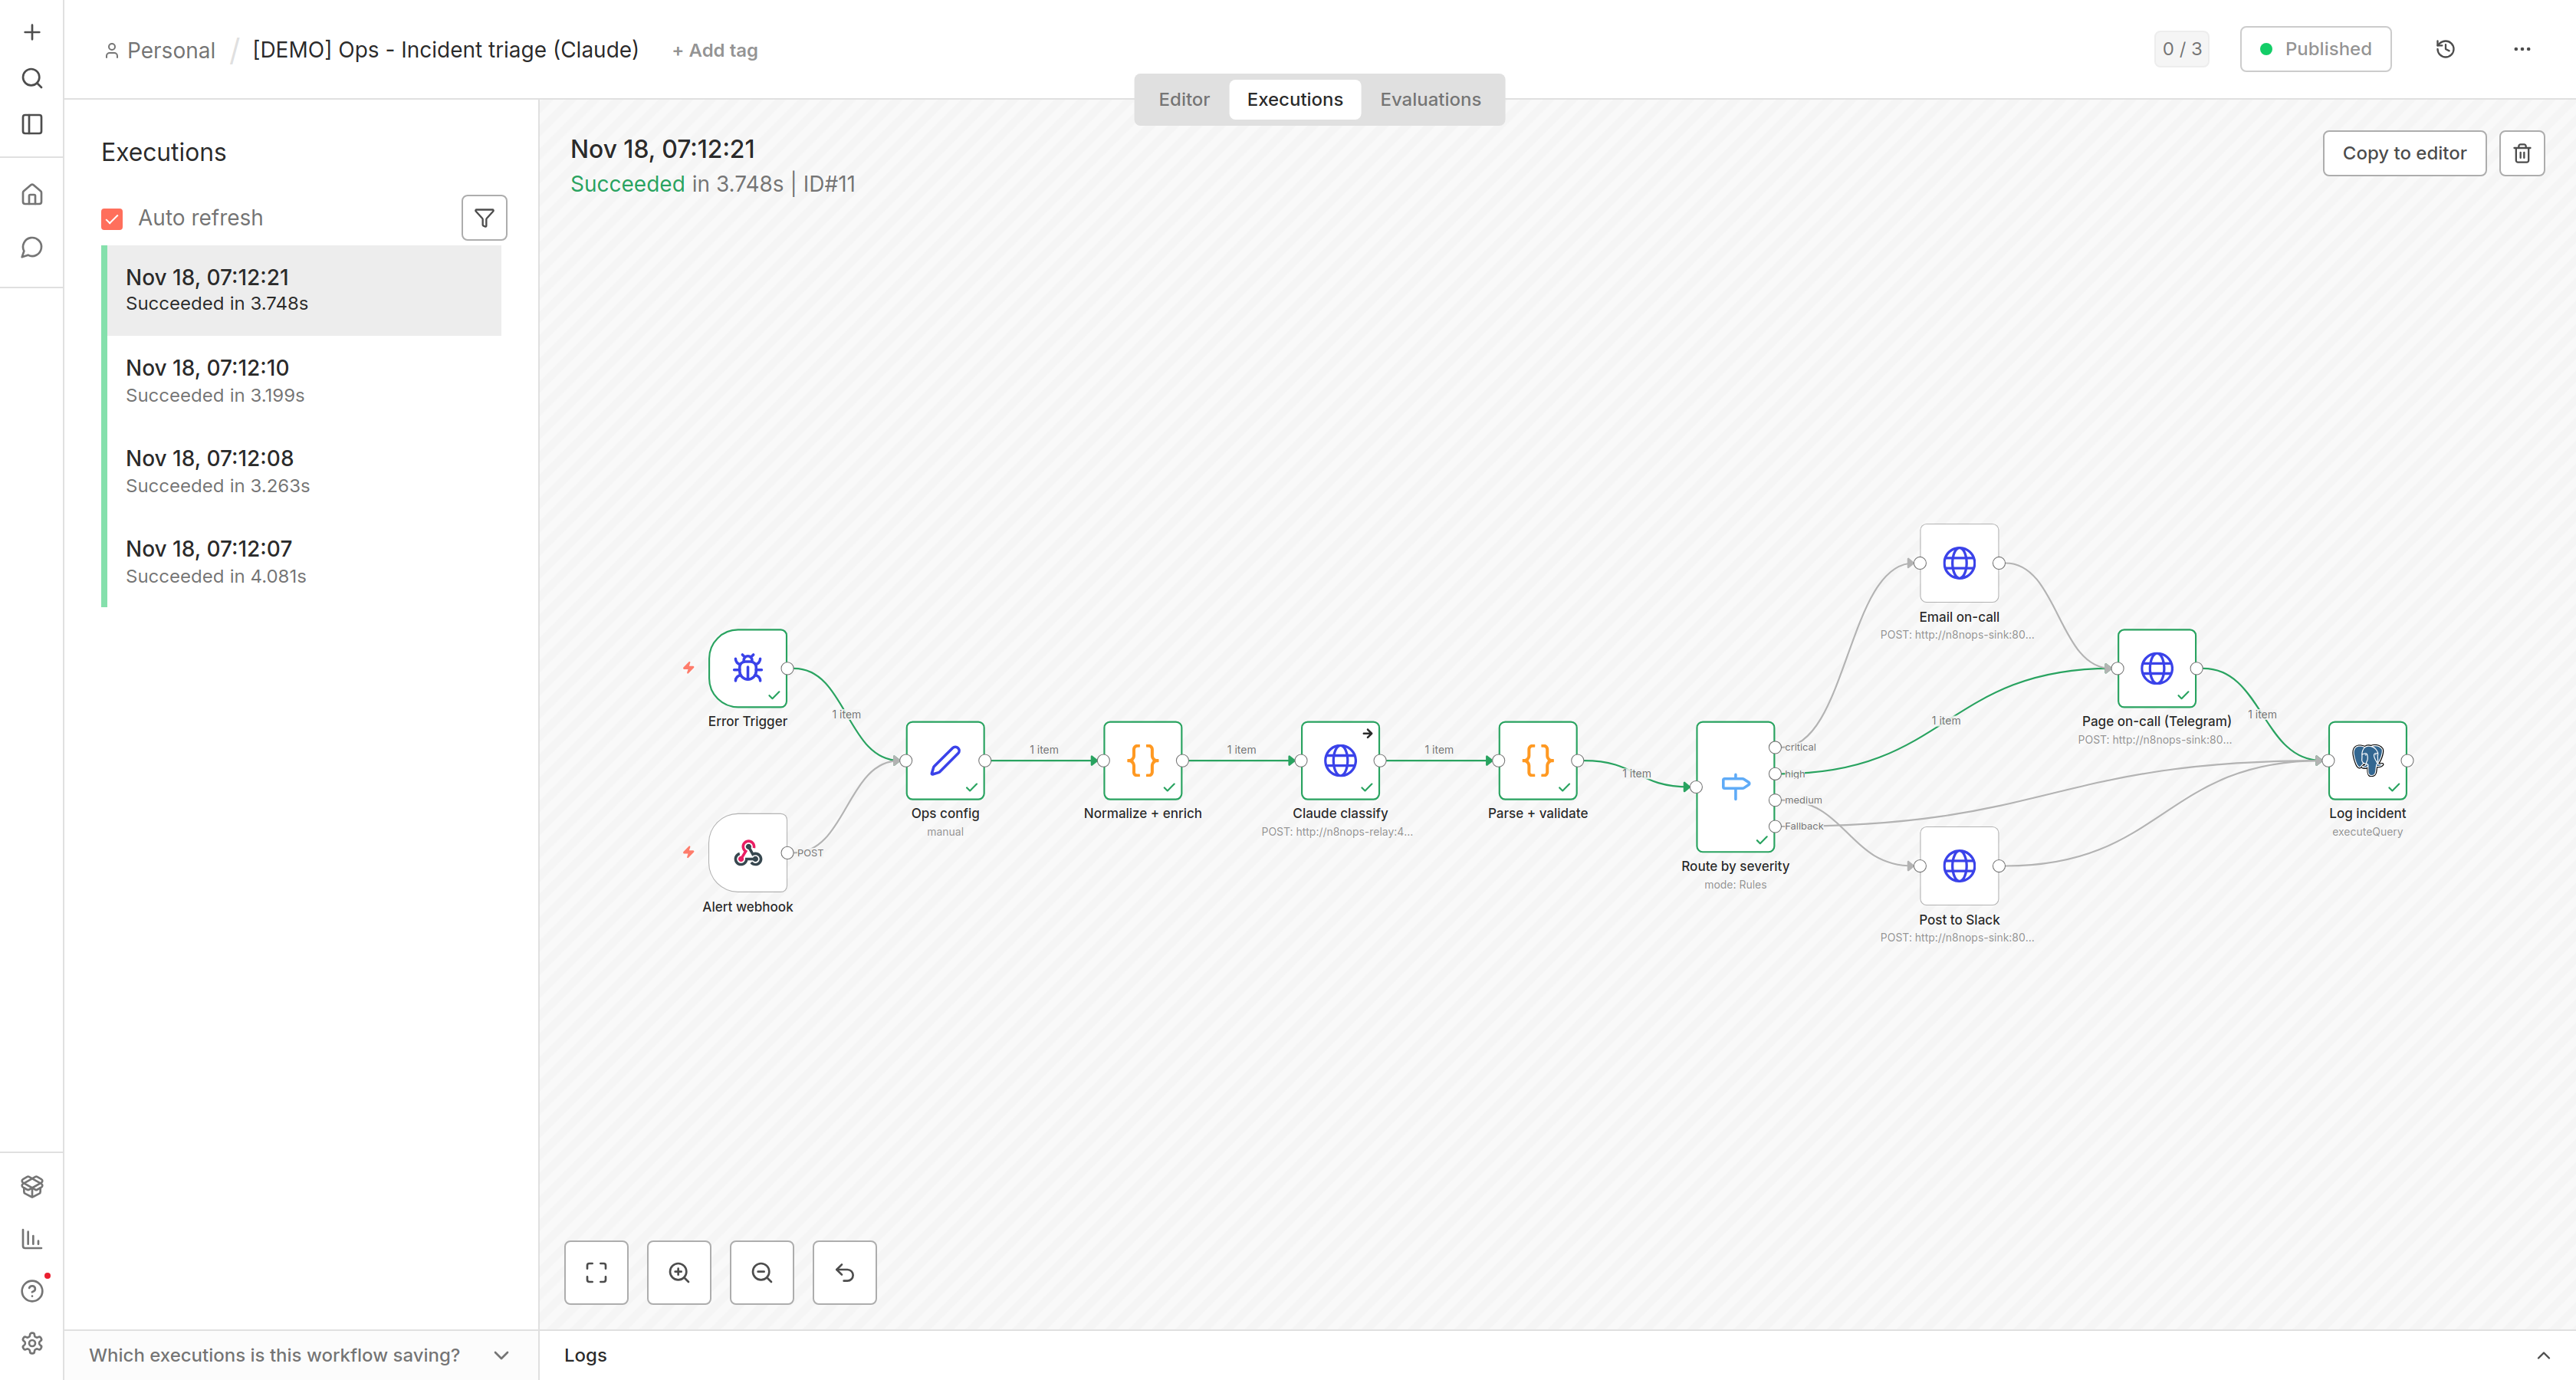 Personal / [DEMO] Ops - Incident triage (Claude) + Add tag
0 / 3
Published
Editor Executions Evaluations
Executions
Auto refresh
Nov 18, 07:12:21
Succeeded in 3.748s
Nov 18, 07:12:10
Succeeded in 3.199s
Nov 18, 07:12:08
Succeeded in 3.263s
Nov 18, 07:12:07
Succeeded in 4.081s
Which executions is this workflow saving?
Nov 18, 07:12:21
Succeeded in 3.748s | ID#11
Copy to editor
Error Trigger
1 item
POST
Alert webhook
Ops config
manual
1 item
Normalize + enrich
1 item
Claude classify
POST: http://n8nops-relay:4...
1 item
Parse + validate
1 item
critical
high
medium
Fallback
Route by severity
mode: Rules
Email on-call
POST: http://n8nops-sink:80...
1 item
Page on-call (Telegram)
POST: http://n8nops-sink:80...
1 item
Post to Slack
POST: http://n8nops-sink:80...
Log incident
executeQuery
Logs